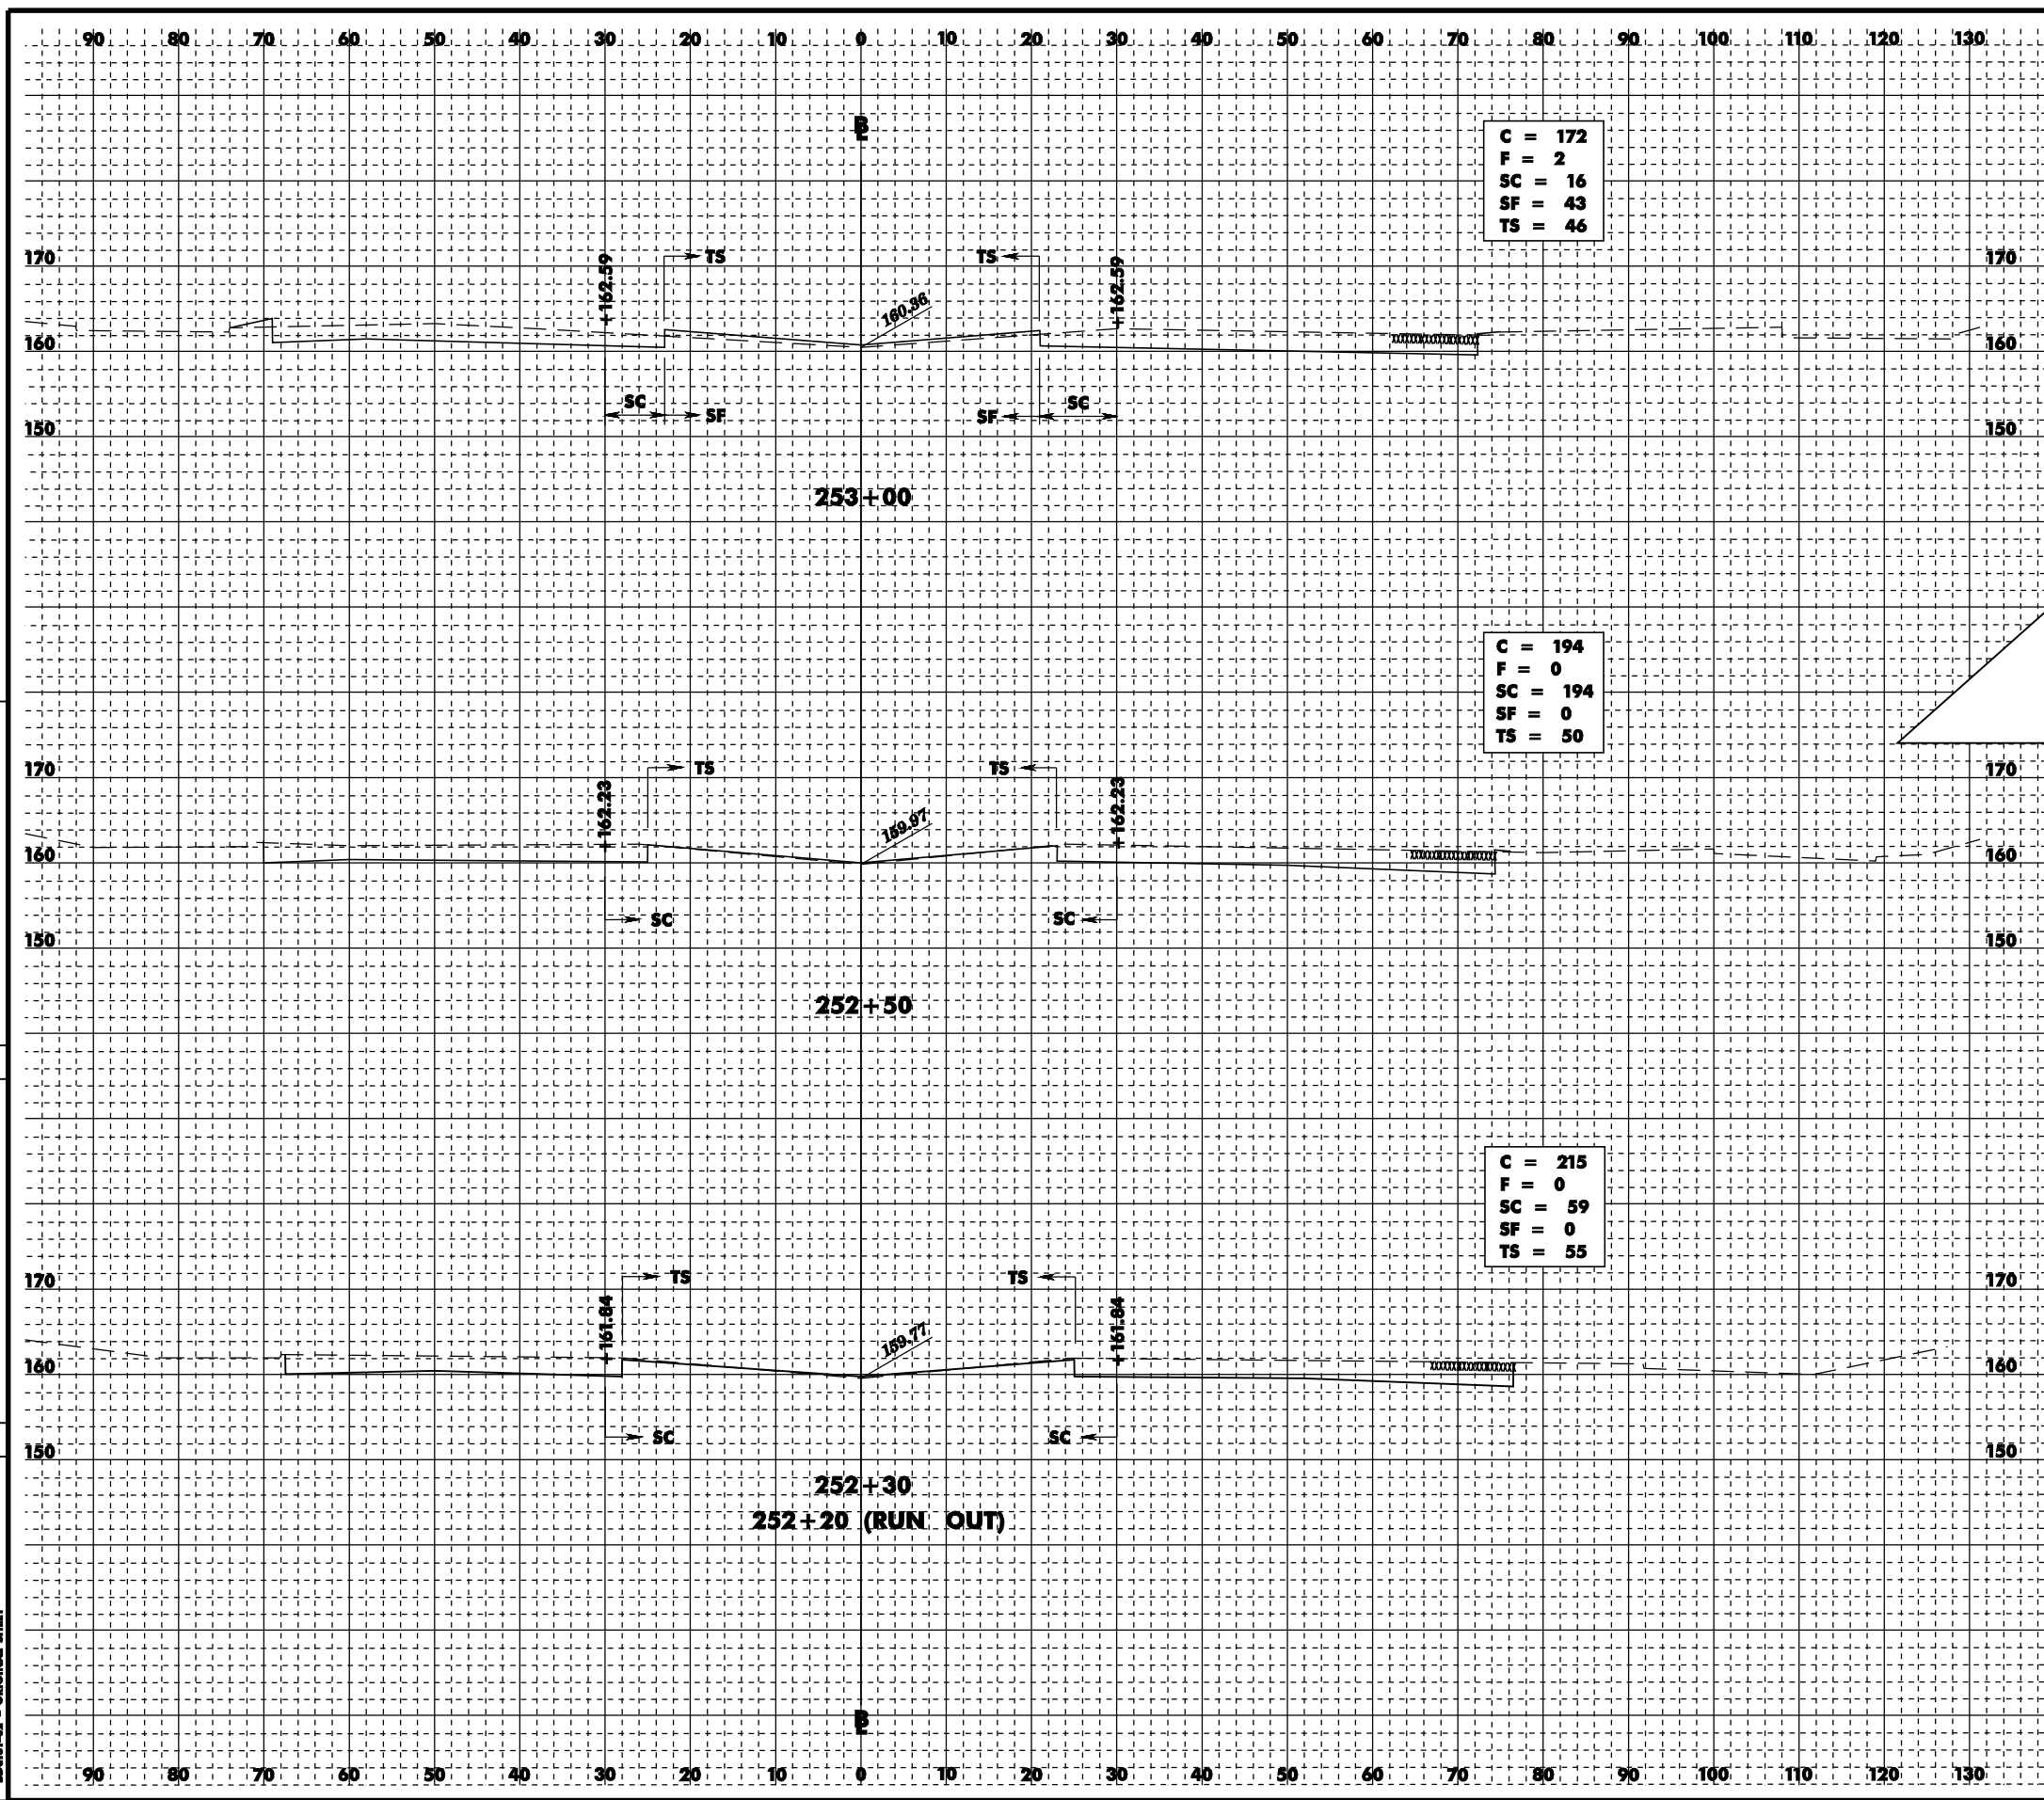 90 80 70 60 50 40 30 20 10 0 10 20 30 40 50 60 70 80 90 100 110 120 130
C = 172
F = 2
SC = 16
SF = 43
TS = 46
170 +162.59 TS TS +162.59 170
160.36
160 160
SC SF SF SC
150 150
253+00
C = 194
F = 0
SC = 194
SF = 0
TS = 50
170 +162.23 TS TS +162.23 170
159.97
160 160
SC SC
150 150
252+50
C = 215
F = 0
SC = 59
SF = 0
TS = 55
170 +161.84 TS TS +161.84 170
159.77
160 160
SC SC
150 150
252+30
252+20 (RUN OUT)
90 80 70 60 50 40 30 20 10 0 10 20 30 40 50 60 70 80 90 100 110 120 130